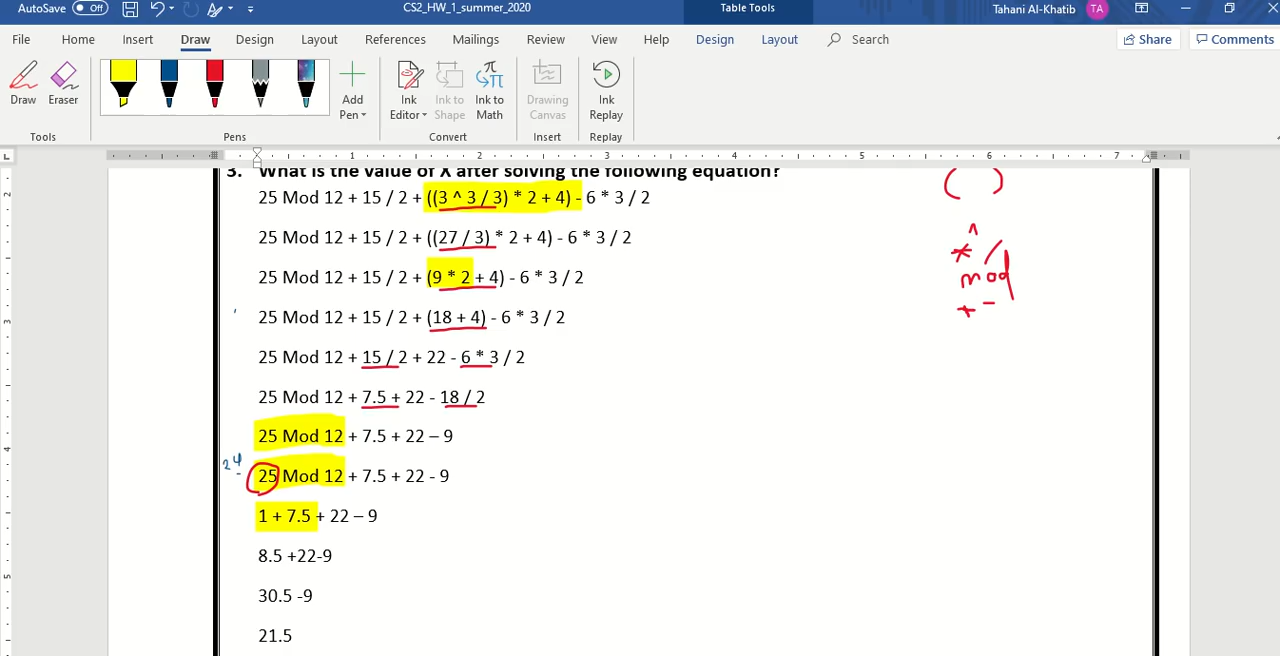 AutoSave Off CS2_HW_1_summer_2020 Table Tools Tahani Al-Khatib TA
File Home Insert Draw Design Layout References Mailings Review View Help Design Layout Search Share Comments
Draw Eraser Add Pen Ink Editor Ink to Shape Ink to Math Drawing Canvas Ink Replay
Tools Pens Convert Insert Replay
1 2 3 4 5 6 7
3. What is the value of X after solving the following equation?
25 Mod 12 + 15 / 2 + ((3 ^ 3 / 3) * 2 + 4) - 6 * 3 / 2
25 Mod 12 + 15 / 2 + ((27 / 3) * 2 + 4) - 6 * 3 / 2
25 Mod 12 + 15 / 2 + (9 * 2 + 4) - 6 * 3 / 2
25 Mod 12 + 15 / 2 + (18 + 4) - 6 * 3 / 2
25 Mod 12 + 15 / 2 + 22 - 6 * 3 / 2
25 Mod 12 + 7.5 + 22 - 18 / 2
25 Mod 12 + 7.5 + 22 – 9
24
25 Mod 12 + 7.5 + 22 - 9
1 + 7.5 + 22 – 9
8.5 +22-9
30.5 -9
21.5
( )
^
* /
mod
+ -